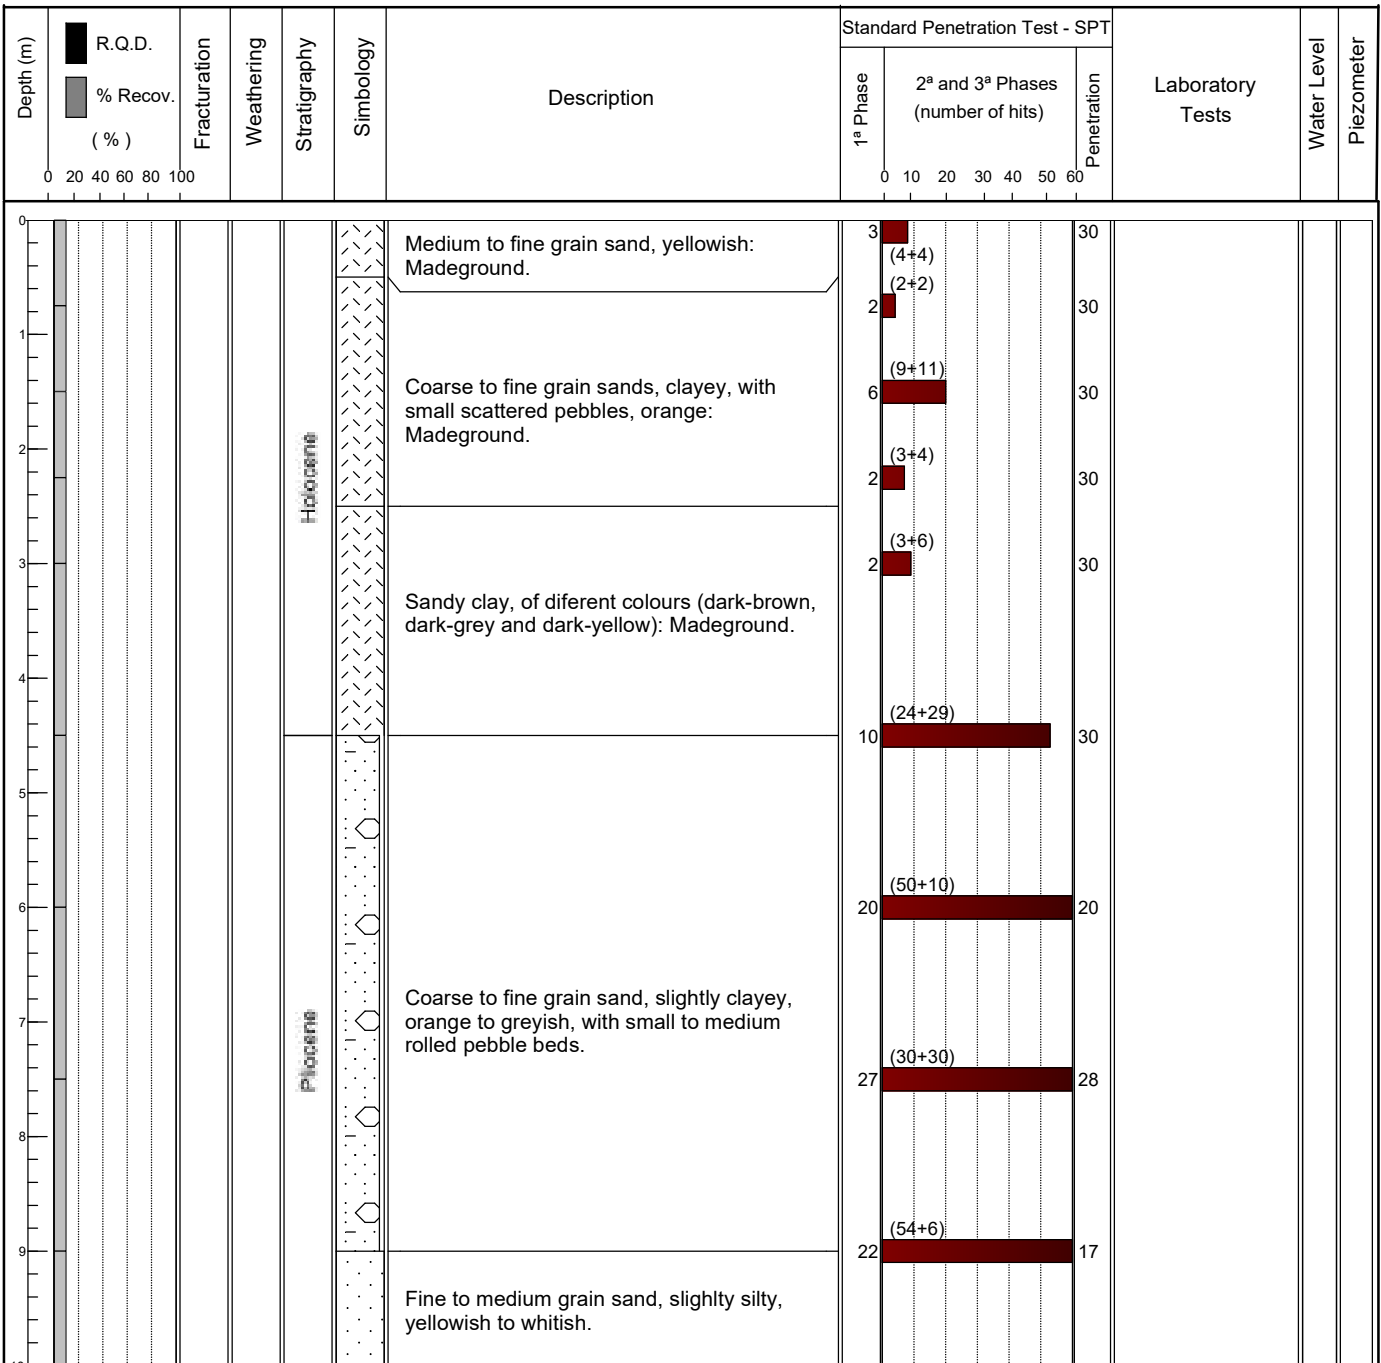 Depth (m)
R.Q.D.
% Recov.
( % )
0 20 40 60 80 100
Fracturation
Weathering
Stratigraphy
Simbology
Description
Standard Penetration Test - SPT
1ª Phase
2ª and 3ª Phases
(number of hits)
0 10 20 30 40 50 60
Penetration
Laboratory
Tests
Water Level
Piezometer
0
Medium to fine grain sand, yellowish:
Madeground.
3
(4+4)
30
(2+2)
2
30
1
Coarse to fine grain sands, clayey, with
small scattered pebbles, orange:
Madeground.
(9+11)
6
30
2
Holocene
(3+4)
2
30
(3+6)
2
30
3
Sandy clay, of diferent colours (dark-brown,
dark-grey and dark-yellow): Madeground.
4
(24+29)
10
30
5
(50+10)
20
20
6
Coarse to fine grain sand, slightly clayey,
orange to greyish, with small to medium
rolled pebble beds.
7
Pliocene
(30+30)
27
28
8
(54+6)
22
17
9
Fine to medium grain sand, slighlty silty,
yellowish to whitish.